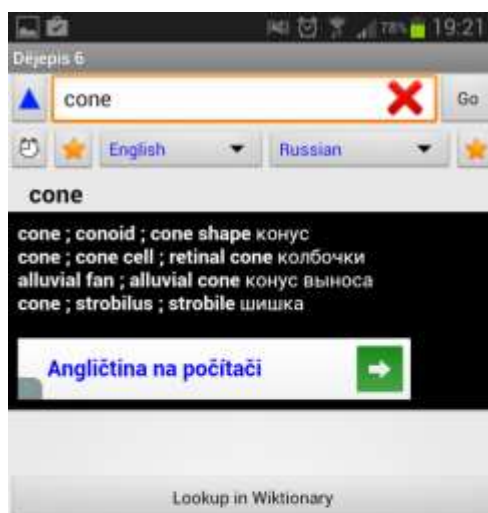 78% 19:21
Dějepis 6
cone Go
English Russian
cone
cone ; conoid ; cone shape конус
cone ; cone cell ; retinal cone колбочки
alluvial fan ; alluvial cone конус выноса
cone ; strobilus ; strobile шишка
Angličtina na počítači
Lookup in Wiktionary